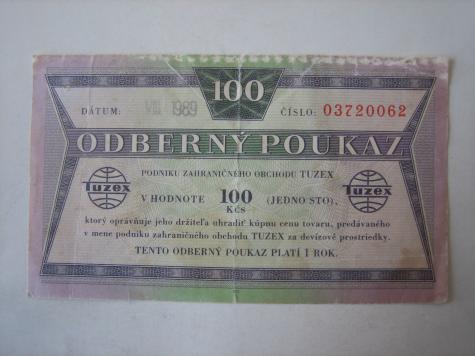 100
DÁTUM: VIII 1989 ČÍSLO: 03720062
ODBERNÝ POUKAZ
PODNIKU ZAHRANIČNÉHO OBCHODU TUZEX
Tuzex V HODNOTE 100 (JEDNO STO), Tuzex
Kčs
ktorý oprávňuje jeho držiteľa uhradiť kúpnu cenu tovaru, predávaného
v mene podniku zahraničného obchodu TUZEX za devízové prostriedky.
TENTO ODBERNÝ POUKAZ PLATÍ 1 ROK.